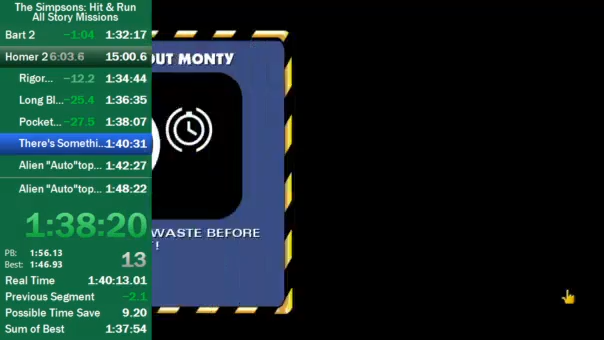 The Simpsons: Hit & Run
All Story Missions
Bart 2 −1:04 1:32:17
Homer 2 6:03.6 15:00.6
Rigor... −12.2 1:34:44
Long Bl... −25.4 1:36:35
Pocket... −27.5 1:38:07
There's Somethi... 1:40:31
Alien "Auto"top... 1:42:27
Alien "Auto"top... 1:48:22
1:38:20
PB: 1:56.13
Best: 1:46.93
13
Real Time 1:40:13.01
Previous Segment −2.1
Possible Time Save 9.20
Sum of Best 1:37:54
OUT MONTY
WASTE BEFORE
!